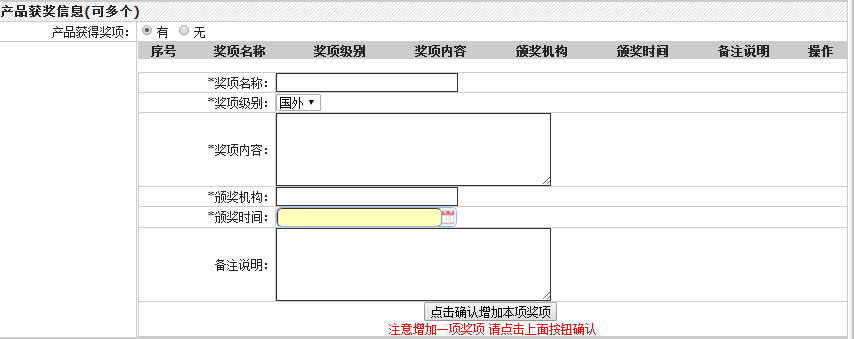 产品获奖信息(可多个)
产品获得奖项： 有 无
序号 奖项名称 奖项级别 奖项内容 颁奖机构 颁奖时间 备注说明 操作
*奖项名称：
*奖项级别： 国外
*奖项内容：
*颁奖机构：
*颁奖时间：
备注说明：
点击确认增加本项奖项
注意增加一项奖项 请点击上面按钮确认